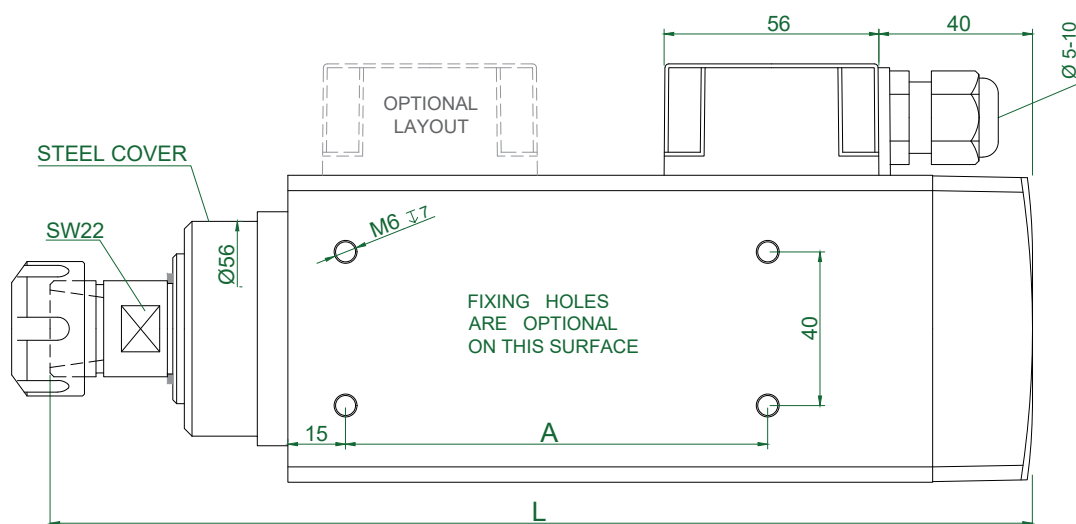 56
40
Ø 5-10
OPTIONAL
LAYOUT
STEEL COVER
SW22
Ø56
M6 ↧7
FIXING HOLES
ARE OPTIONAL
ON THIS SURFACE
40
15
A
L